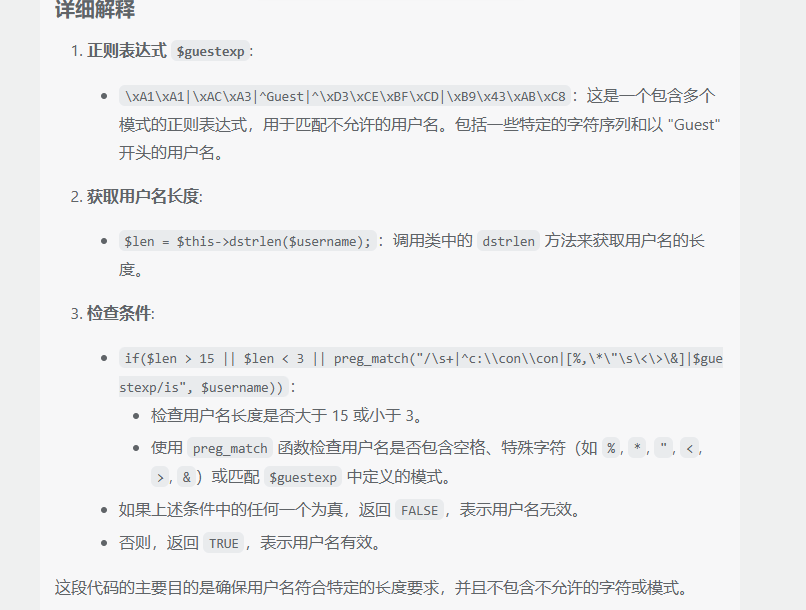 详细解释
1. 正则表达式 $guestexp:
• \xA1\xA1|\xAC\xA3|^Guest|^\xD3\xCE\xBF\xCD|\xB9\x43\xAB\xC8 ：这是一个包含多个
模式的正则表达式，用于匹配不允许的用户名。包括一些特定的字符序列和以 "Guest"
开头的用户名。
2. 获取用户名长度:
• $len = $this->dstrlen($username); ：调用类中的 dstrlen 方法来获取用户名的长
度。
3. 检查条件:
• if($len > 15 || $len < 3 || preg_match("/\s+|^c:\\con\\con|[%,\*\"\s\<\>\&]|$gue
stexp/is", $username)) ：
• 检查用户名长度是否大于 15 或小于 3。
• 使用 preg_match 函数检查用户名是否包含空格、特殊字符（如 %, *, ", <,
>, &）或匹配 $guestexp 中定义的模式。
• 如果上述条件中的任何一个为真，返回 FALSE ，表示用户名无效。
• 否则，返回 TRUE ，表示用户名有效。
这段代码的主要目的是确保用户名符合特定的长度要求，并且不包含不允许的字符或模式。